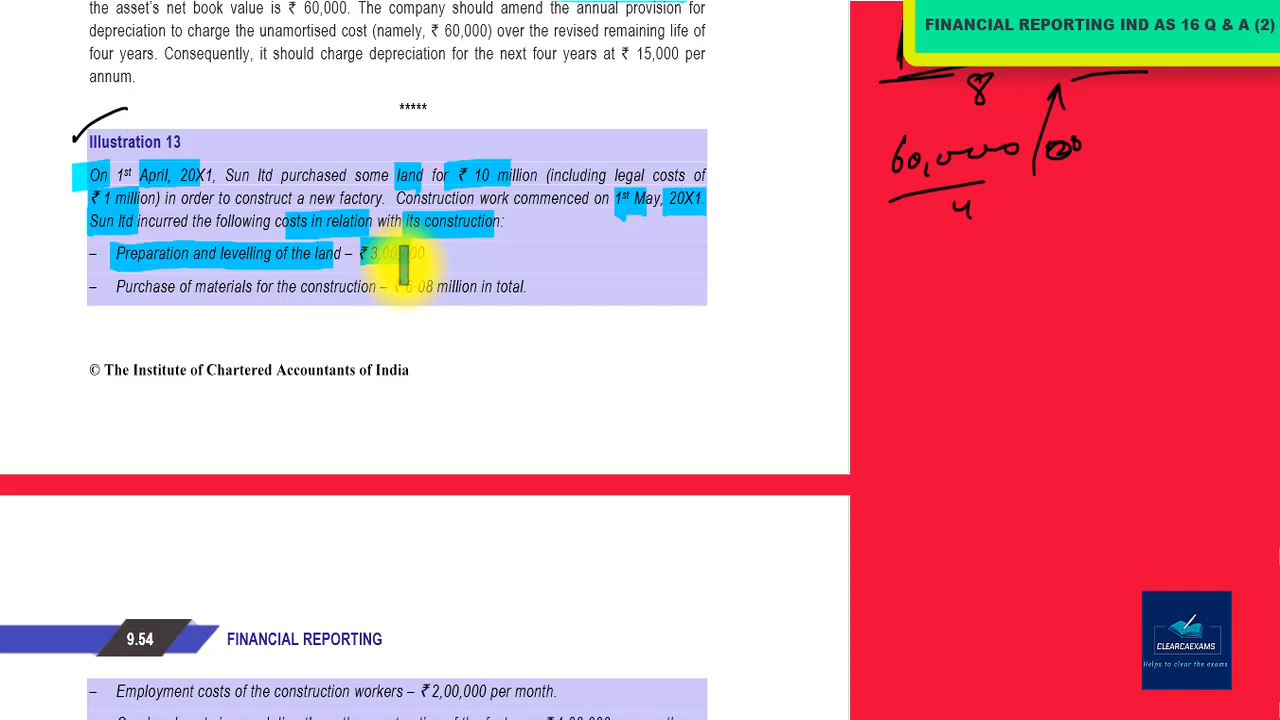 the asset's net book value is ₹ 60,000. The company should amend the annual provision for
depreciation to charge the unamortised cost (namely, ₹ 60,000) over the revised remaining life of
four years. Consequently, it should charge depreciation for the next four years at ₹ 15,000 per
annum.
*****
Illustration 13
On 1st April, 20X1, Sun ltd purchased some land for ₹ 10 million (including legal costs of
₹ 1 million) in order to construct a new factory. Construction work commenced on 1st May, 20X1.
Sun ltd incurred the following costs in relation with its construction:
– Preparation and levelling of the land – ₹ 3,00,000.
– Purchase of materials for the construction – ₹ 6.08 million in total.
© The Institute of Chartered Accountants of India
9.54 FINANCIAL REPORTING
– Employment costs of the construction workers – ₹ 2,00,000 per month.
FINANCIAL REPORTING IND AS 16 Q & A (2)
8
60,000
4
CLEARCAEXAMS
Helps to clear the exams